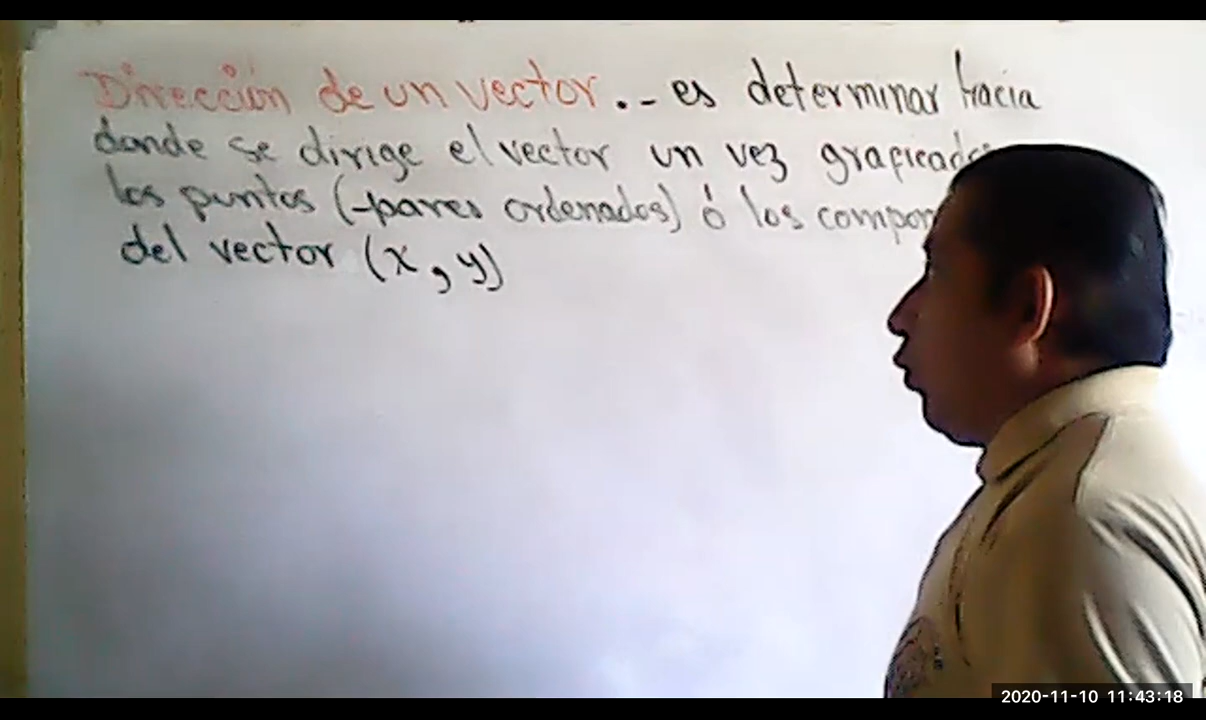 Dirección de un vector.- es determinar hacia
donde se dirige el vector un vez graficado
los puntos (pares ordenados) ó los
del vector (x, y)
2020-11-10 11:43:18